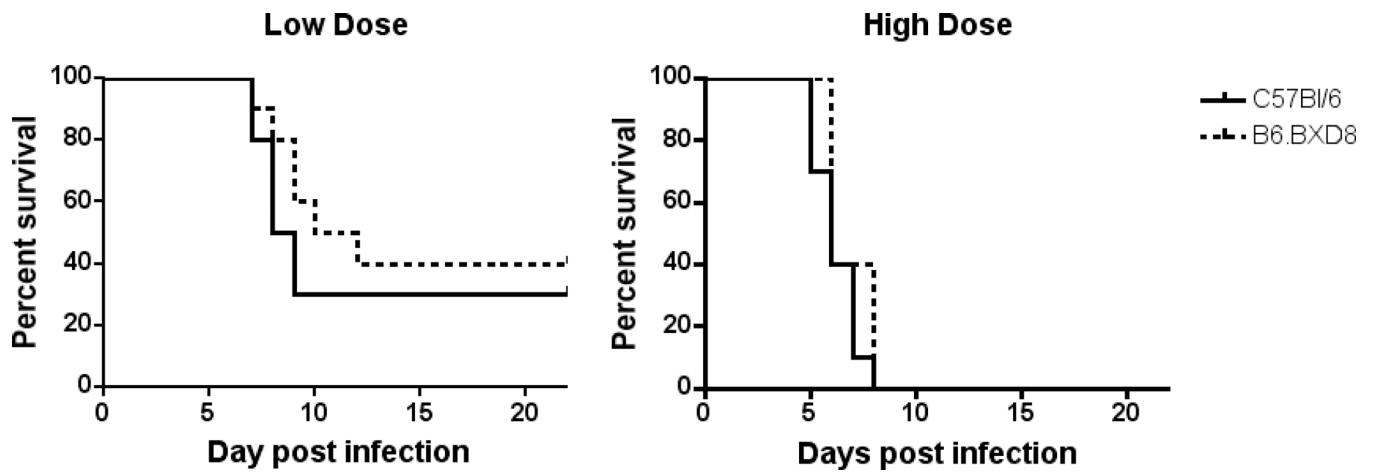 Low Dose
High Dose
100
80
60
40
20
0
0 5 10 15 20
Percent survival
Day post infection
100
80
60
40
20
0
0 5 10 15 20
Percent survival
Days post infection
C57Bl/6
B6.BXD8